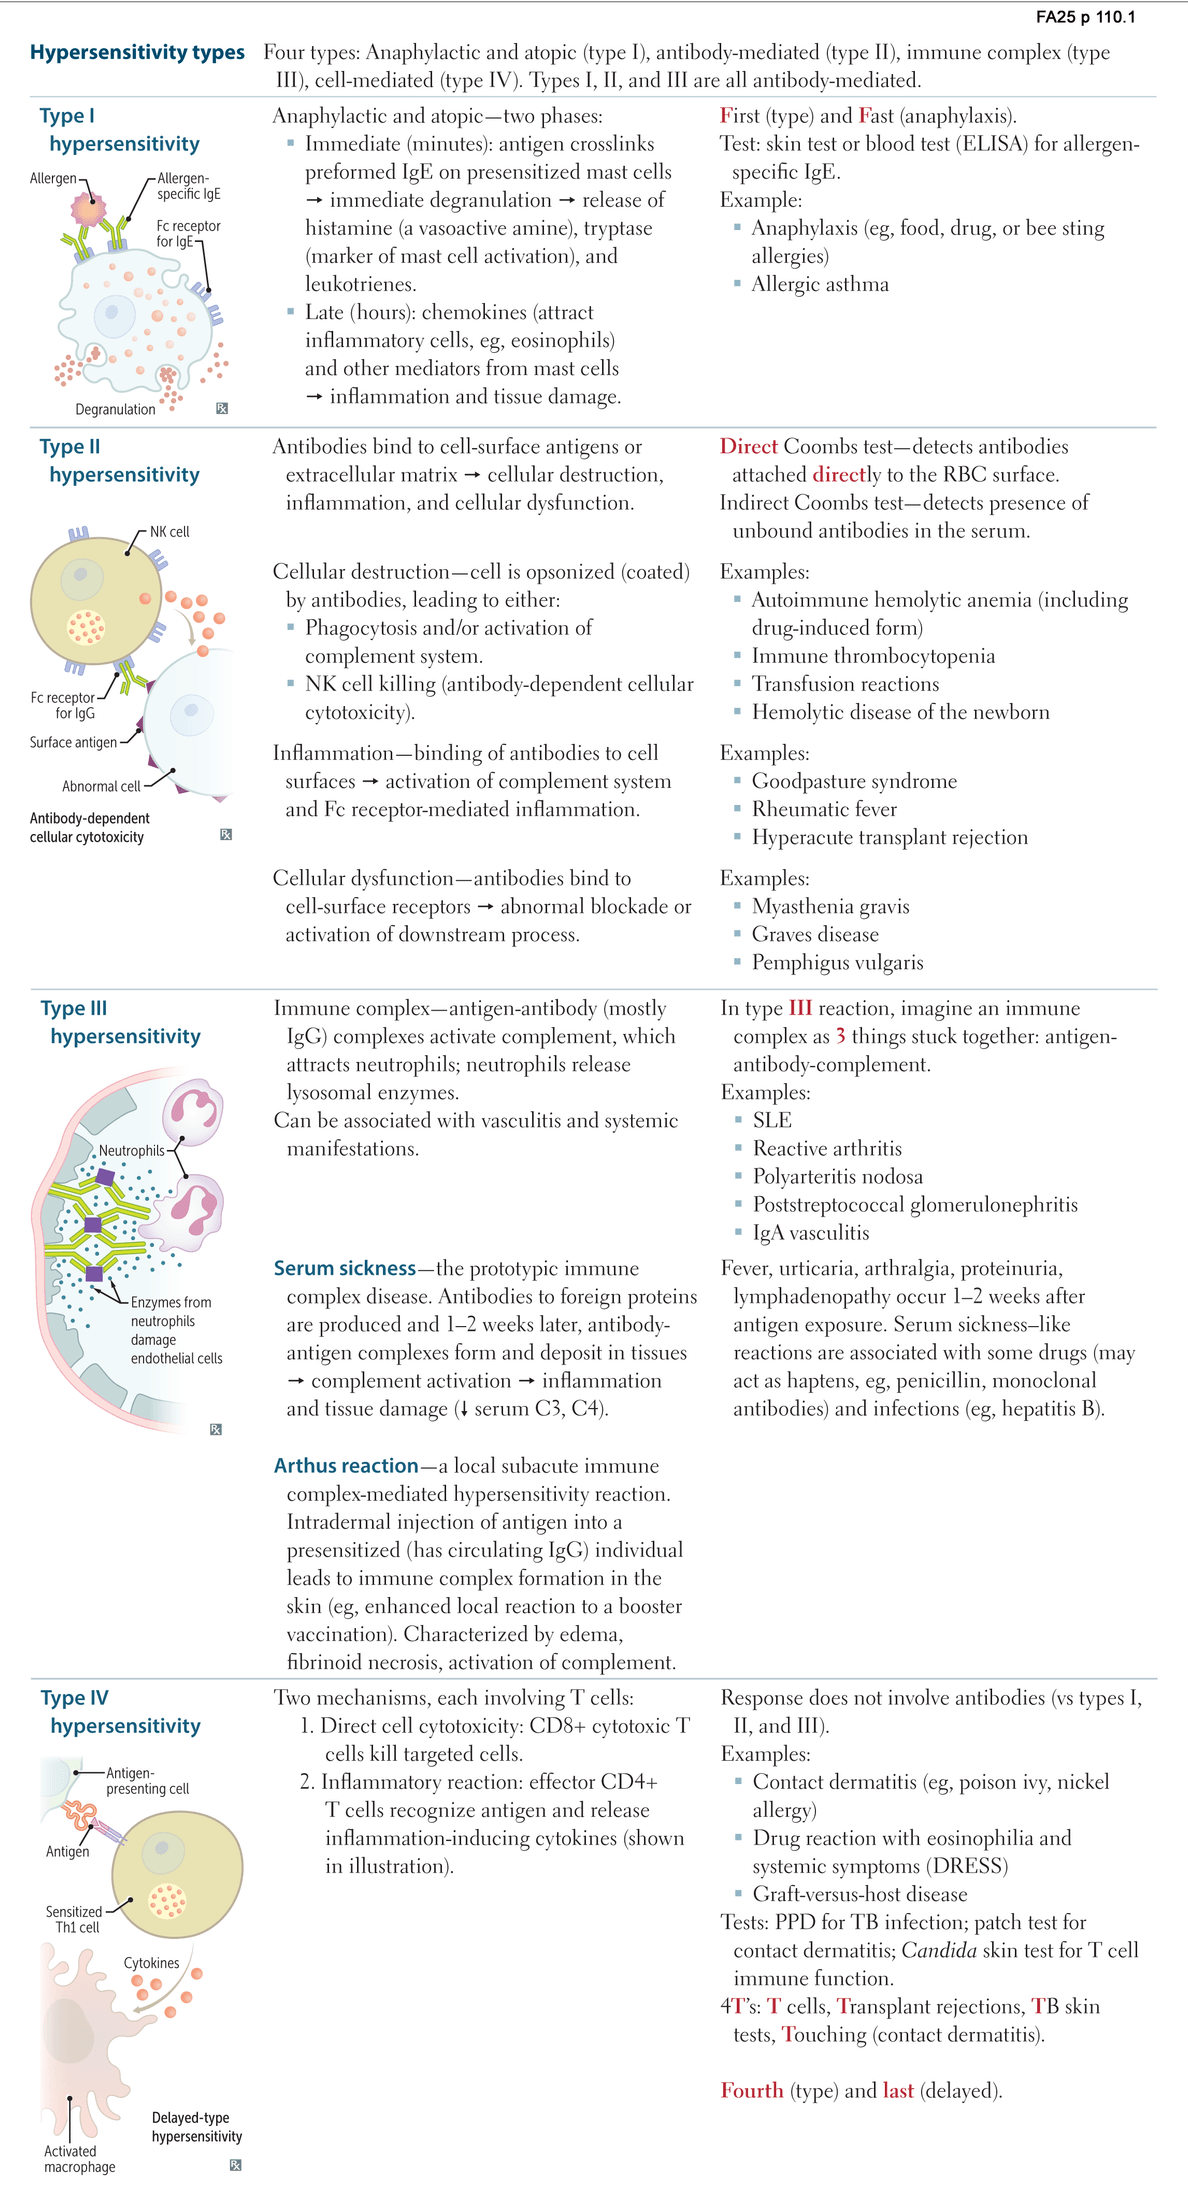 FA25 p 110.1
Hypersensitivity types
Four types: Anaphylactic and atopic (type I), antibody-mediated (type II), immune complex (type
III), cell-mediated (type IV). Types I, II, and III are all antibody-mediated.
Type I
hypersensitivity
Allergen
Allergen-
specific IgE
Fc receptor
for IgE
Degranulation
Rx
Anaphylactic and atopic—two phases:
▪ Immediate (minutes): antigen crosslinks
preformed IgE on presensitized mast cells
→ immediate degranulation → release of
histamine (a vasoactive amine), tryptase
(marker of mast cell activation), and
leukotrienes.
▪ Late (hours): chemokines (attract
inflammatory cells, eg, eosinophils)
and other mediators from mast cells
→ inflammation and tissue damage.
First (type) and Fast (anaphylaxis).
Test: skin test or blood test (ELISA) for allergen-
specific IgE.
Example:
▪ Anaphylaxis (eg, food, drug, or bee sting
allergies)
▪ Allergic asthma
Type II
hypersensitivity
NK cell
Fc receptor
for IgG
Surface antigen
Abnormal cell
Antibody-dependent
cellular cytotoxicity
Rx
Antibodies bind to cell-surface antigens or
extracellular matrix → cellular destruction,
inflammation, and cellular dysfunction.
Direct Coombs test—detects antibodies
attached directly to the RBC surface.
Indirect Coombs test—detects presence of
unbound antibodies in the serum.
Cellular destruction—cell is opsonized (coated)
by antibodies, leading to either:
▪ Phagocytosis and/or activation of
complement system.
▪ NK cell killing (antibody-dependent cellular
cytotoxicity).
Examples:
▪ Autoimmune hemolytic anemia (including
drug-induced form)
▪ Immune thrombocytopenia
▪ Transfusion reactions
▪ Hemolytic disease of the newborn
Inflammation—binding of antibodies to cell
surfaces → activation of complement system
and Fc receptor-mediated inflammation.
Examples:
▪ Goodpasture syndrome
▪ Rheumatic fever
▪ Hyperacute transplant rejection
Cellular dysfunction—antibodies bind to
cell-surface receptors → abnormal blockade or
activation of downstream process.
Examples:
▪ Myasthenia gravis
▪ Graves disease
▪ Pemphigus vulgaris
Type III
hypersensitivity
Neutrophils
Enzymes from
neutrophils
damage
endothelial cells
Rx
Immune complex—antigen-antibody (mostly
IgG) complexes activate complement, which
attracts neutrophils; neutrophils release
lysosomal enzymes.
Can be associated with vasculitis and systemic
manifestations.
In type III reaction, imagine an immune
complex as 3 things stuck together: antigen-
antibody-complement.
Examples:
▪ SLE
▪ Reactive arthritis
▪ Polyarteritis nodosa
▪ Poststreptococcal glomerulonephritis
▪ IgA vasculitis
Serum sickness—the prototypic immune
complex disease. Antibodies to foreign proteins
are produced and 1–2 weeks later, antibody-
antigen complexes form and deposit in tissues
→ complement activation → inflammation
and tissue damage (↓ serum C3, C4).
Fever, urticaria, arthralgia, proteinuria,
lymphadenopathy occur 1–2 weeks after
antigen exposure. Serum sickness–like
reactions are associated with some drugs (may
act as haptens, eg, penicillin, monoclonal
antibodies) and infections (eg, hepatitis B).
Arthus reaction—a local subacute immune
complex-mediated hypersensitivity reaction.
Intradermal injection of antigen into a
presensitized (has circulating IgG) individual
leads to immune complex formation in the
skin (eg, enhanced local reaction to a booster
vaccination). Characterized by edema,
fibrinoid necrosis, activation of complement.
Type IV
hypersensitivity
Antigen-
presenting cell
Antigen
Sensitized
Th1 cell
Cytokines
Delayed-type
hypersensitivity
Activated
macrophage
Rx
Two mechanisms, each involving T cells:
1. Direct cell cytotoxicity: CD8+ cytotoxic T
cells kill targeted cells.
2. Inflammatory reaction: effector CD4+
T cells recognize antigen and release
inflammation-inducing cytokines (shown
in illustration).
Response does not involve antibodies (vs types I,
II, and III).
Examples:
▪ Contact dermatitis (eg, poison ivy, nickel
allergy)
▪ Drug reaction with eosinophilia and
systemic symptoms (DRESS)
▪ Graft-versus-host disease
Tests: PPD for TB infection; patch test for
contact dermatitis; Candida skin test for T cell
immune function.
4T's: T cells, Transplant rejections, TB skin
tests, Touching (contact dermatitis).
Fourth (type) and last (delayed).